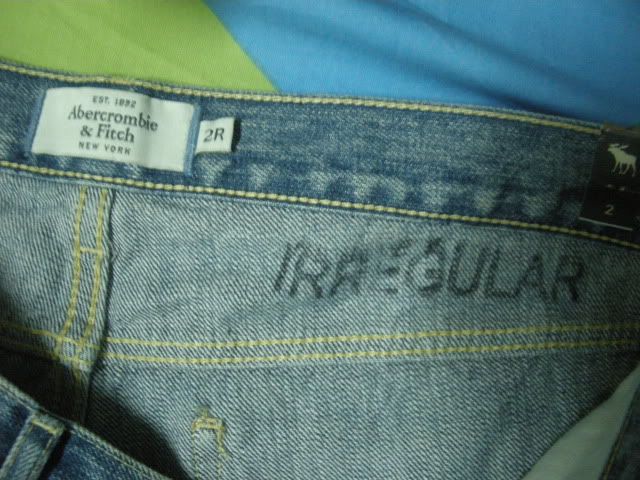 EST. 1892
Abercrombie
& Fitch
NEW YORK
2R
2
IRREGULAR